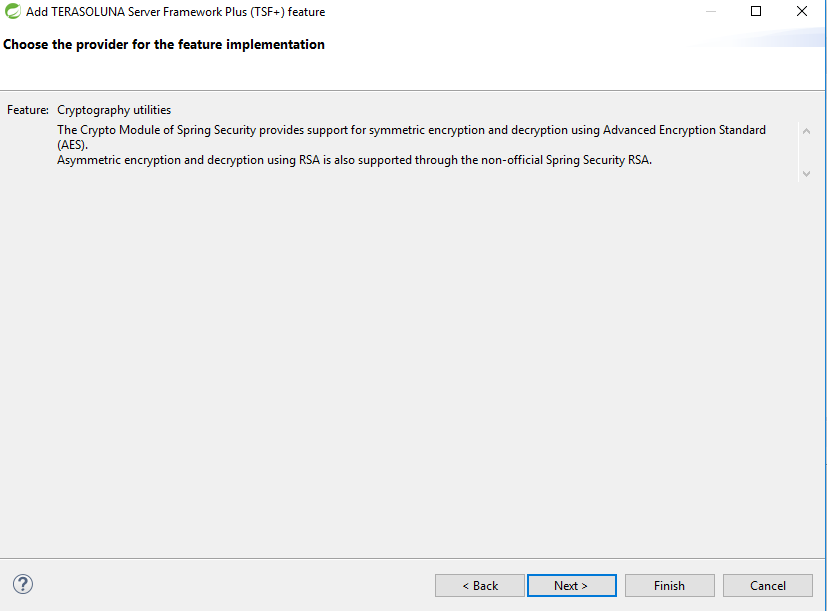 Add TERASOLUNA Server Framework Plus (TSF+) feature
Choose the provider for the feature implementation
Feature: Cryptography utilities
The Crypto Module of Spring Security provides support for symmetric encryption and decryption using Advanced Encryption Standard
(AES).
Asymmetric encryption and decryption using RSA is also supported through the non-official Spring Security RSA.
?
< Back Next > Finish Cancel